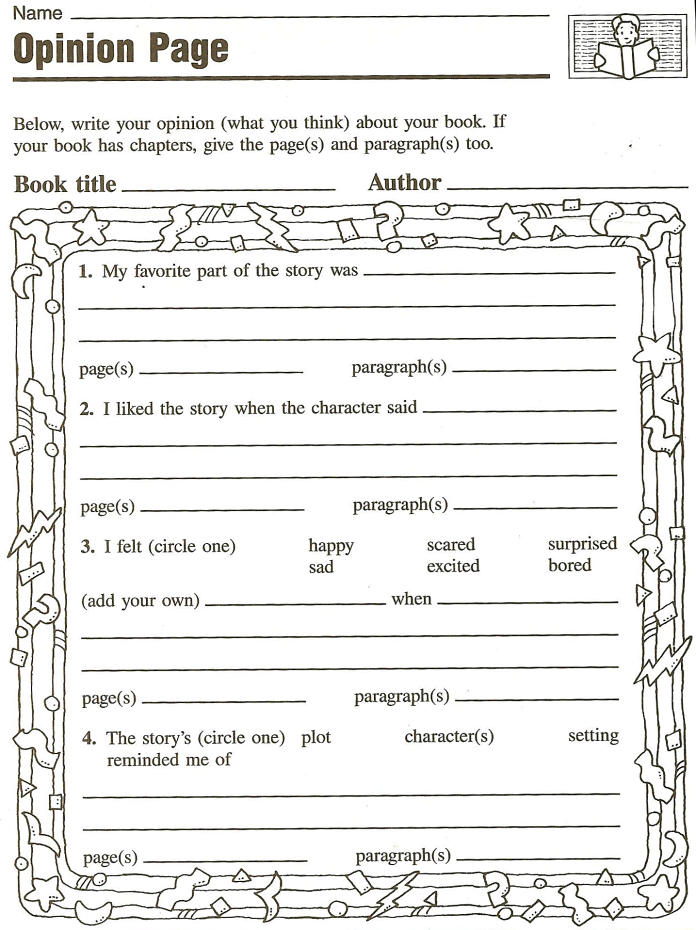 Name
Opinion Page
Below, write your opinion (what you think) about your book. If
your book has chapters, give the page(s) and paragraph(s) too.
Book title Author
1. My favorite part of the story was
page(s) paragraph(s)
2. I liked the story when the character said
page(s) paragraph(s)
3. I felt (circle one) happy scared surprised
sad excited bored
(add your own) when
page(s) paragraph(s)
4. The story's (circle one) plot character(s) setting
reminded me of
page(s) paragraph(s)